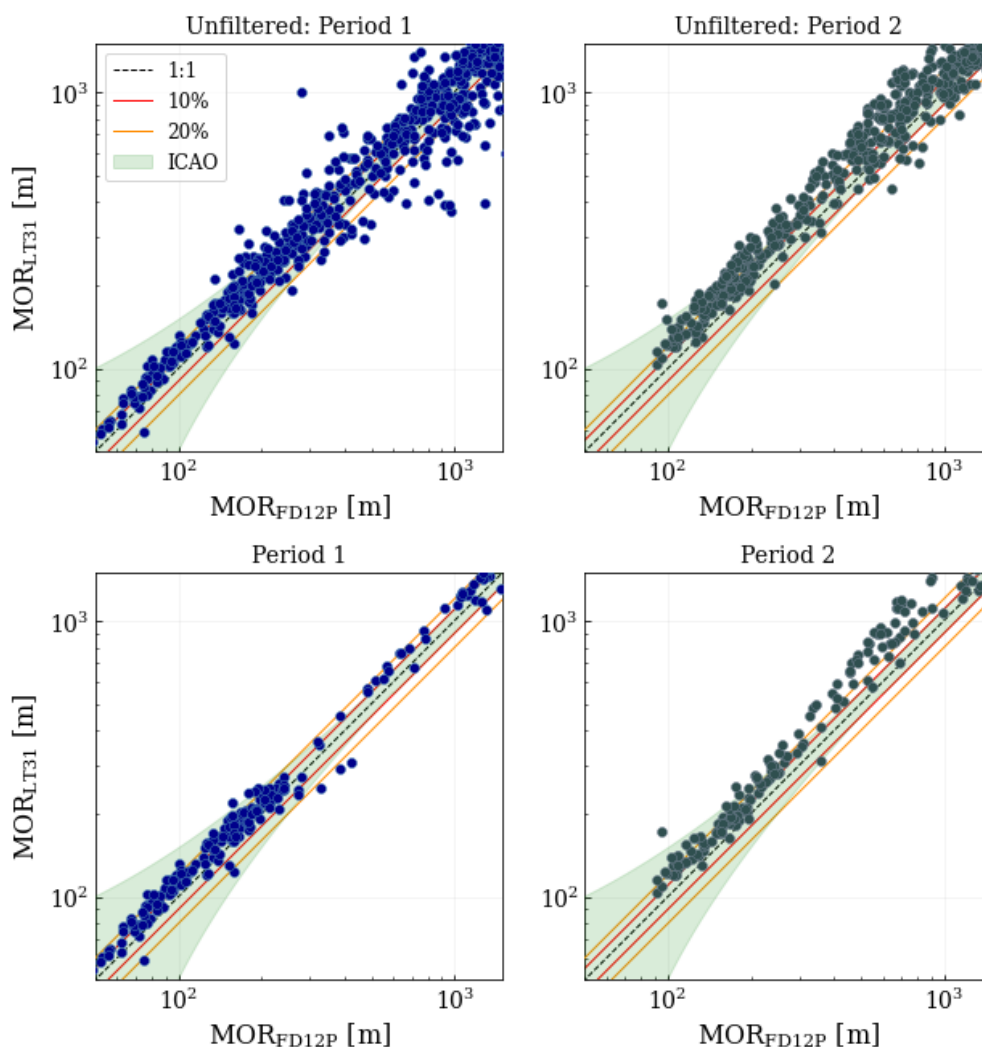 Unfiltered: Period 1
Unfiltered: Period 2
1:1
10%
20%
ICAO
10³
10²
MOR_LT31 [m]
10² 10³
MOR_FD12P [m]
10³
10²
10² 10³
MOR_FD12P [m]
Period 1
Period 2
10³
10²
MOR_LT31 [m]
10² 10³
MOR_FD12P [m]
10³
10²
10² 10³
MOR_FD12P [m]